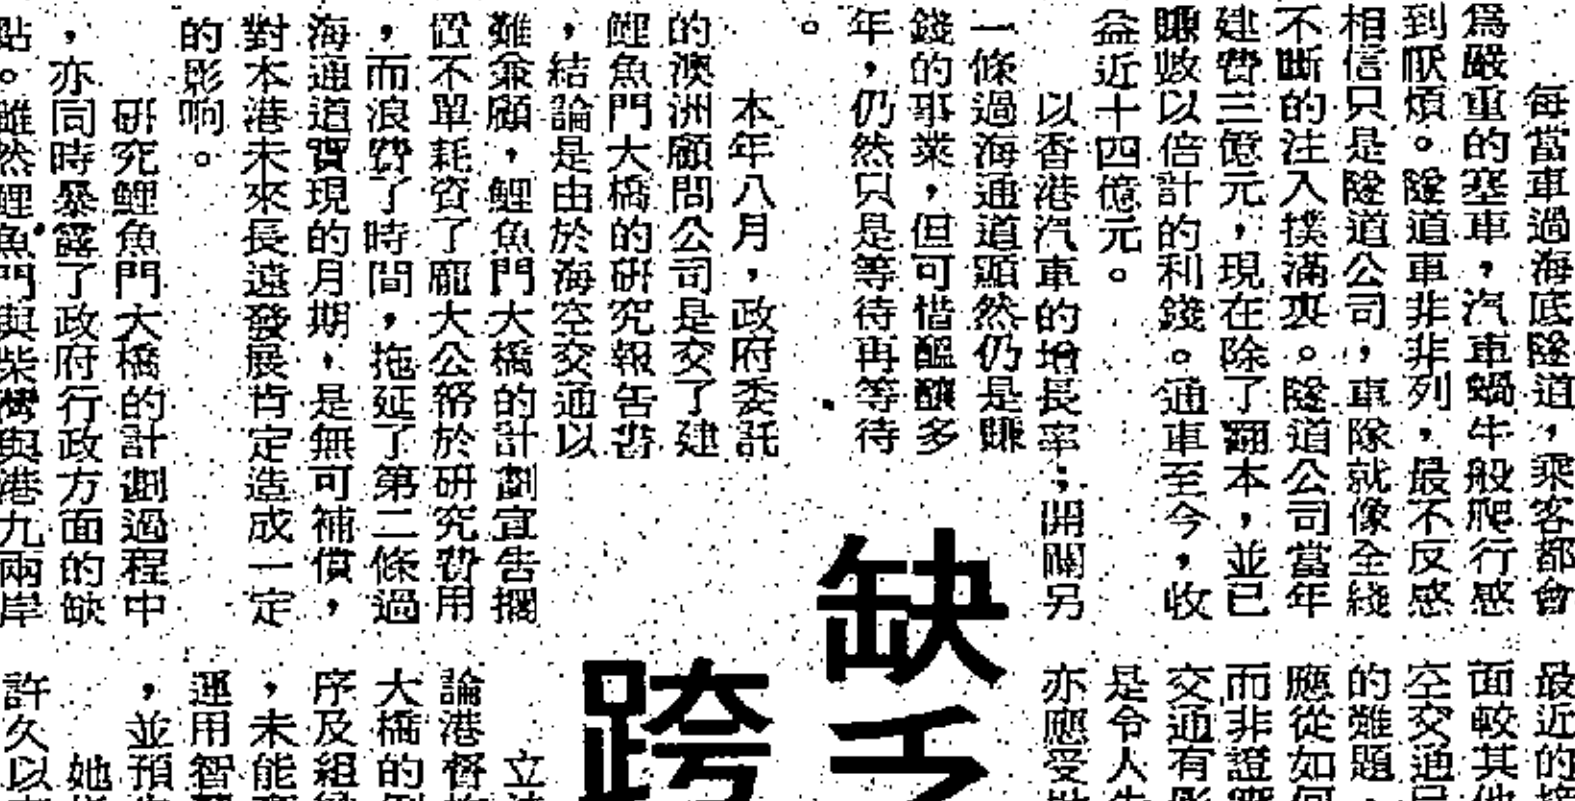 每當車過海底隧道，乘客都會
爲嚴重的塞車，汽車蝸牛般爬行感
到厭煩。隧道車非非列，最不反感
相信只是隧道公司，車隊就像全綫
不斷的注入撲滿裏。隧道公司當年
建費三億元，現在除了翻本，並已
賺數以倍計的利錢。通車至今，收
益近十四億元。
以香港汽車的增長率；開闢另
一條過海通道顯然仍是賺
錢的事業，但可惜醞釀多
年，仍然只是等待再等待
。
本年八月，政府委託
的澳洲顧問公司是交了建
鯉魚門大橋的研究報告書
，結論是由於海空交通以
難兼顧，鯉魚門大橋的計劃宣告擱
置不單耗資了龐大公帑於研究費用
，而浪費了時間，拖延了第二條過
海通道實現的月期，是無可補償，
對本港未來長遠發展肯定造成一定
的影响。
研究鯉魚門大橋的計劃過程中
，亦同時暴露了政府行政方面的缺
點。雖然鯉魚門與柴灣與港九兩岸
缺乏
跨
最近的
面較其他
空交通
的難題，
應從如何
而非證實
交通有
是令人
亦應受
立
論港督
大橋的
序及組
，未能
運用智
，並預
她
許久以